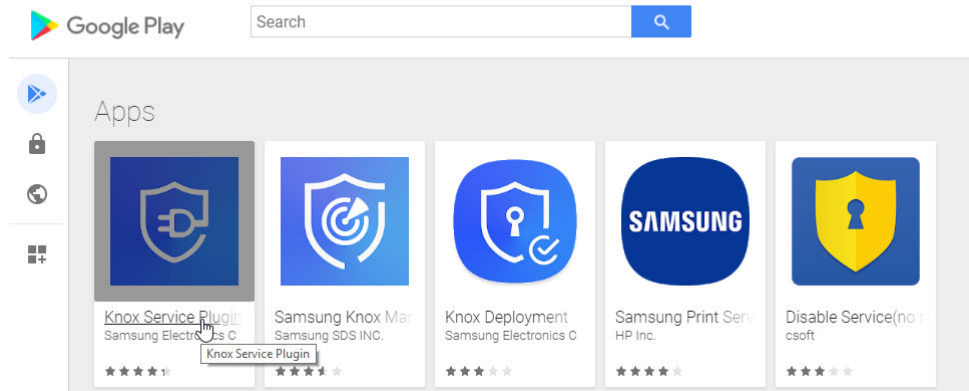 Google Play
Search
Apps
SAMSUNG
Knox Service Plugin
Samsung Knox Mar
Knox Deployment
Samsung Print Serv
Disable Service(no r
Samsung Electronics C
Samsung SDS INC.
Samsung Electronics C
HP Inc.
csoft
Knox Service Plugin